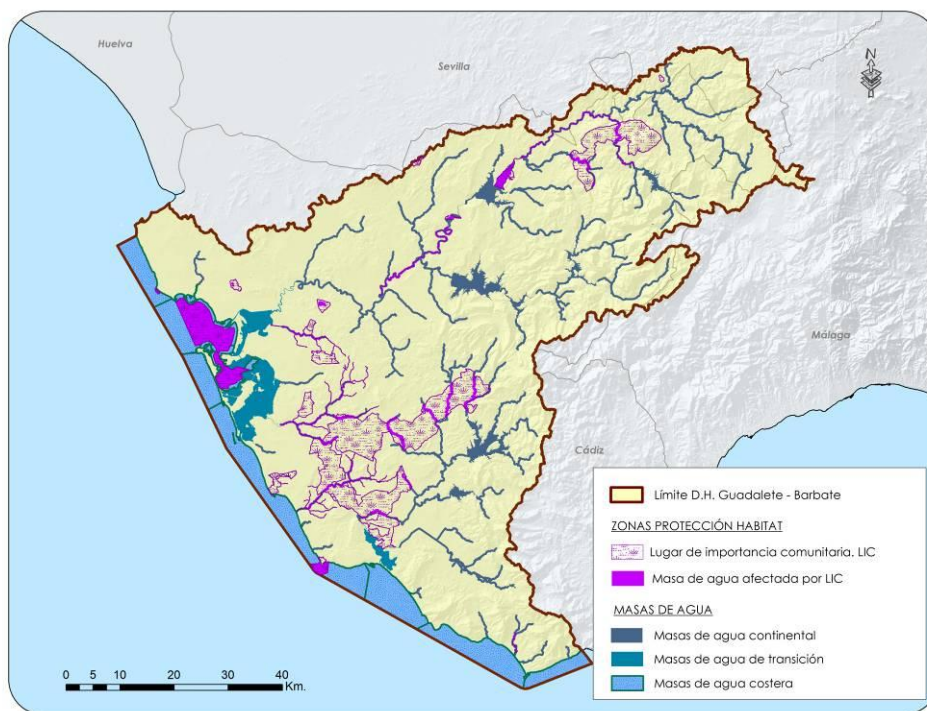 Huelva
Sevilla
N
Málaga
Cádiz
Límite D.H. Guadalete - Barbate
ZONAS PROTECCIÓN HABITAT
Lugar de importancia comunitaria. LIC
Masa de agua afectada por LIC
MASAS DE AGUA
Masas de agua continental
Masas de agua de transición
Masas de agua costera
0 5 10 20 30 40
Km.